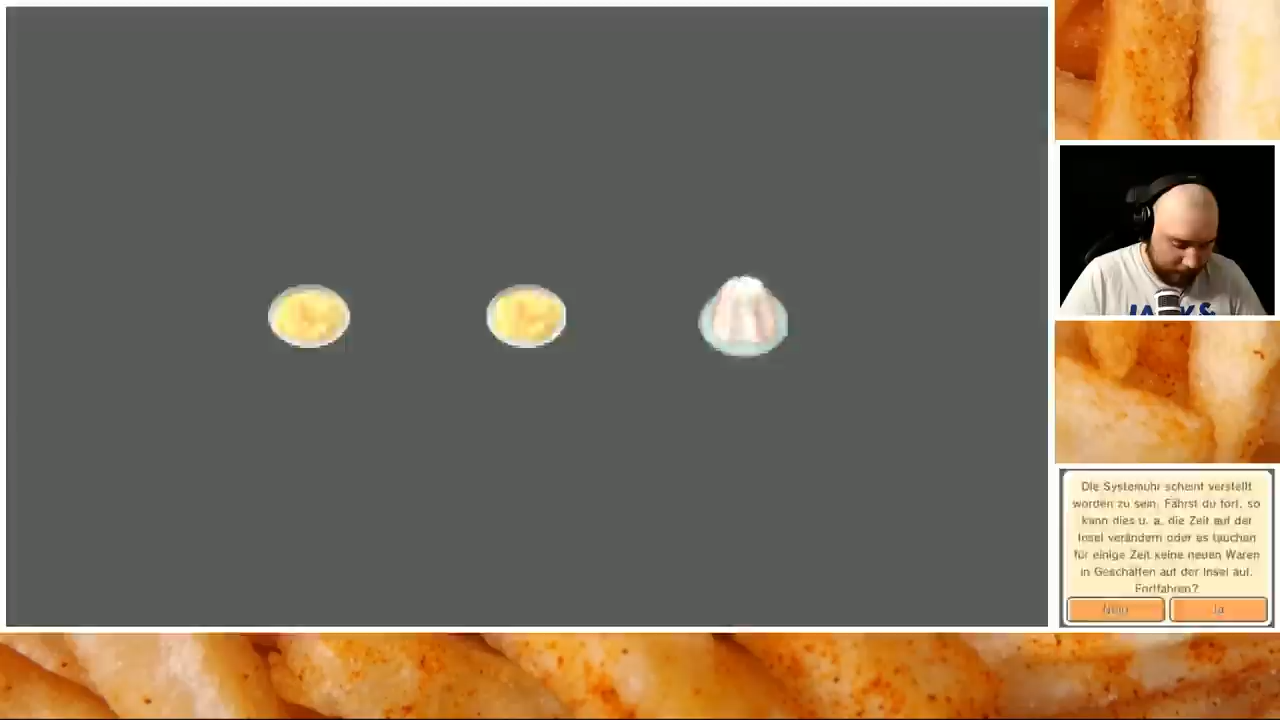 JACK &
Die Systemuhr scheint verstellt
worden zu sein. Fährst du fort, so
kann dies u. a. die Zeit auf der
Insel verändern oder es tauchen
für einige Zeit keine neuen Waren
in Geschäften auf der Insel auf.
Fortfahren?
Nein Ja